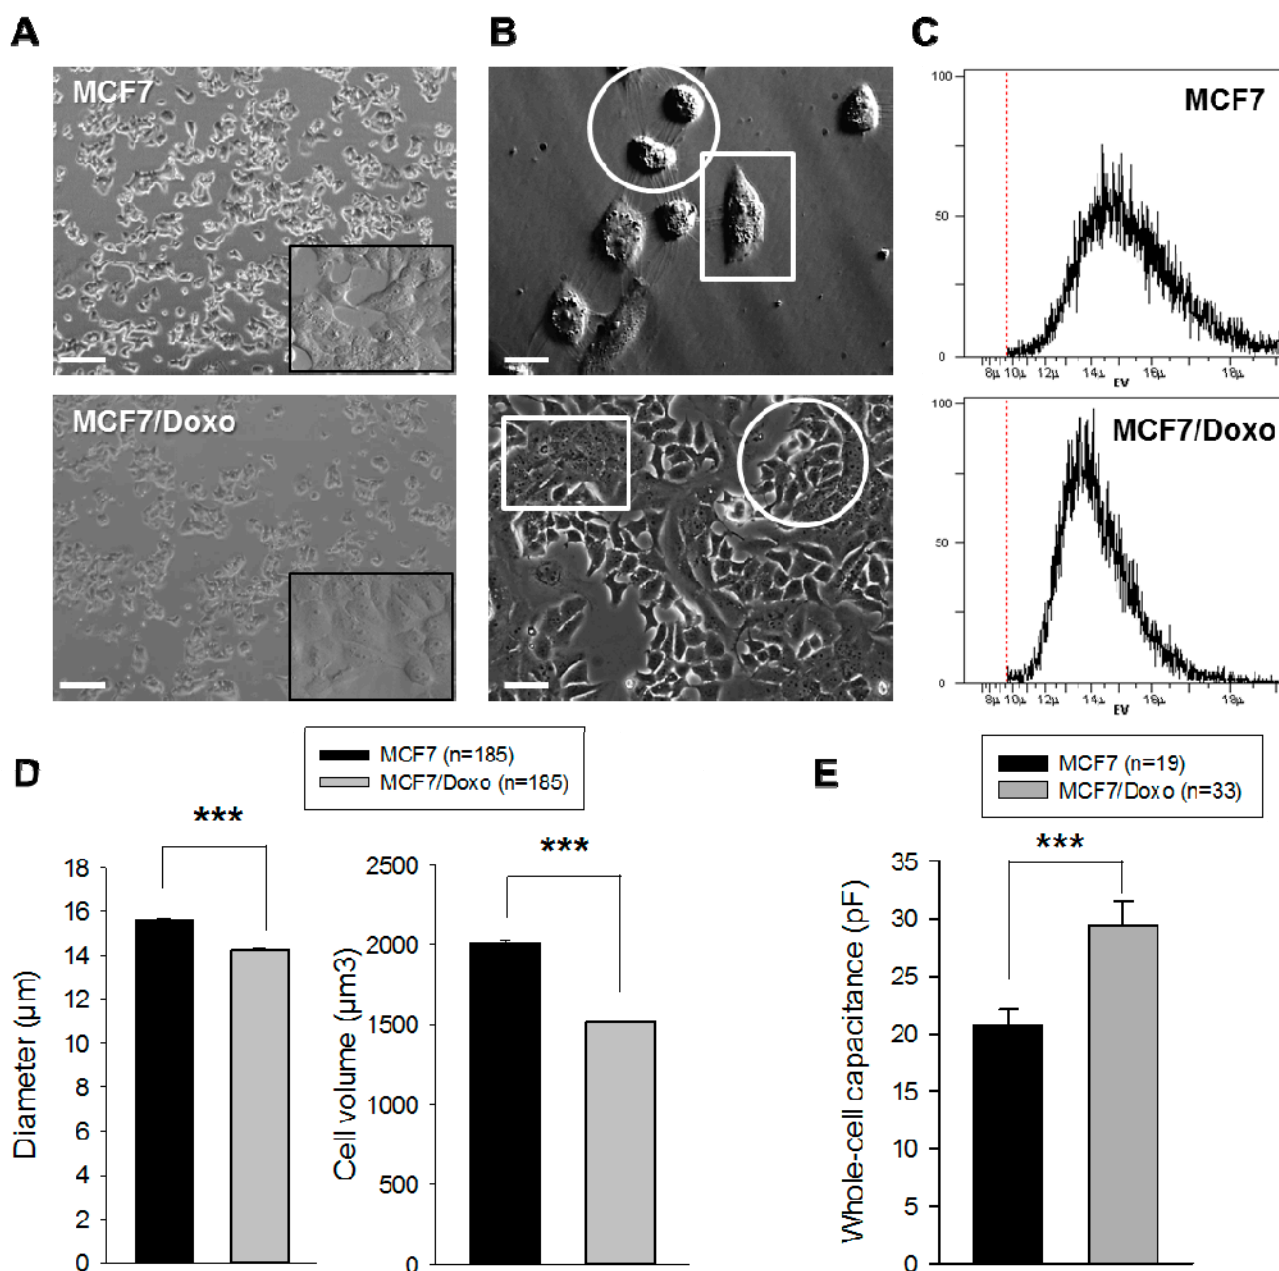 A
B
C
MCF7
MCF7/Doxo
MCF7
100
50
0
8μ 10μ 12μ 14μ 16μ 18μ
EV
MCF7/Doxo
100
50
0
8μ 10μ 12μ 14μ 16μ 18μ
EV
D
MCF7 (n=185)
MCF7/Doxo (n=185)
***
Diameter (μm)
18
16
14
12
10
8
6
4
2
0
***
Cell volume (μm3)
2500
2000
1500
1000
500
0
E
MCF7 (n=19)
MCF7/Doxo (n=33)
***
Whole-cell capacitance (pF)
35
30
25
20
15
10
5
0